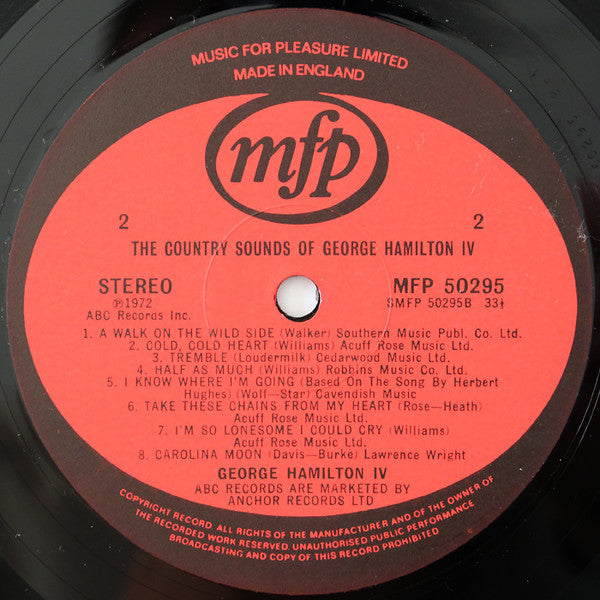 MUSIC FOR PLEASURE LIMITED
MADE IN ENGLAND
mfp
2 2
THE COUNTRY SOUNDS OF GEORGE HAMILTON IV
STEREO MFP 50295
℗1972 SMFP 50295B 33⅓
ABC Records Inc.
1. A WALK ON THE WILD SIDE (Walker) Southern Music Publ. Co. Ltd.
2. COLD, COLD HEART (Williams) Acuff Rose Music Ltd.
3. TREMBLE (Loudermilk) Cedarwood Music Ltd.
4. HALF AS MUCH (Williams) Robbins Music Co. Ltd.
5. I KNOW WHERE I'M GOING (Based On The Song By Herbert
Hughes) (Wolf—Star) Cavendish Music
6. TAKE THESE CHAINS FROM MY HEART (Rose—Heath)
Acuff Rose Music Ltd.
7. I'M SO LONESOME I COULD CRY (Williams)
Acuff Rose Music Ltd.
8. CAROLINA MOON (Davis—Burke) Lawrence Wright
GEORGE HAMILTON IV
ABC RECORDS ARE MARKETED BY
ANCHOR RECORDS LTD
COPYRIGHT RECORD. ALL RIGHTS OF THE MANUFACTURER AND OF THE OWNER OF
THE RECORDED WORK RESERVED. UNAUTHORISED PUBLIC PERFORMANCE
BROADCASTING AND COPY OF THIS RECORD PROHIBITED